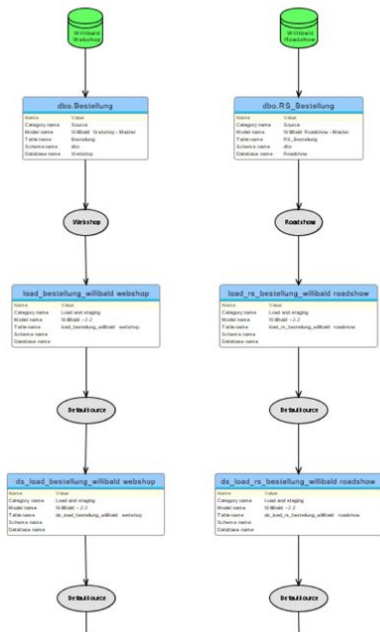 Willibald
Webshop
Willibald
Roadshow
dbo.Bestellung
Name Value
Category name Source
Model name Willibald Webshop - Master
Table name Bestellung
Schema name dbo
Database name Webshop
dbo.RS_Bestellung
Name Value
Category name Source
Model name Willibald Roadshow - Master
Table name RS_Bestellung
Schema name dbo
Database name Roadshow
Webshop
Roadshow
load_bestellung_willibald webshop
Name Value
Category name Load and staging
Model name Willibald - 2.2
Table name load_bestellung_willibald webshop
Schema name
Database name
load_rs_bestellung_willibald roadshow
Name Value
Category name Load and staging
Model name Willibald - 2.2
Table name load_rs_bestellung_willibald roadshow
Schema name
Database name
Default source
Default source
ds_load_bestellung_willibald webshop
Name Value
Category name Load and staging
Model name Willibald - 2.2
Table name ds_load_bestellung_willibald webshop
Schema name
Database name
ds_load_rs_bestellung_willibald roadshow
Name Value
Category name Load and staging
Model name Willibald - 2.2
Table name ds_load_rs_bestellung_willibald roadshow
Schema name
Database name
Default source
Default source